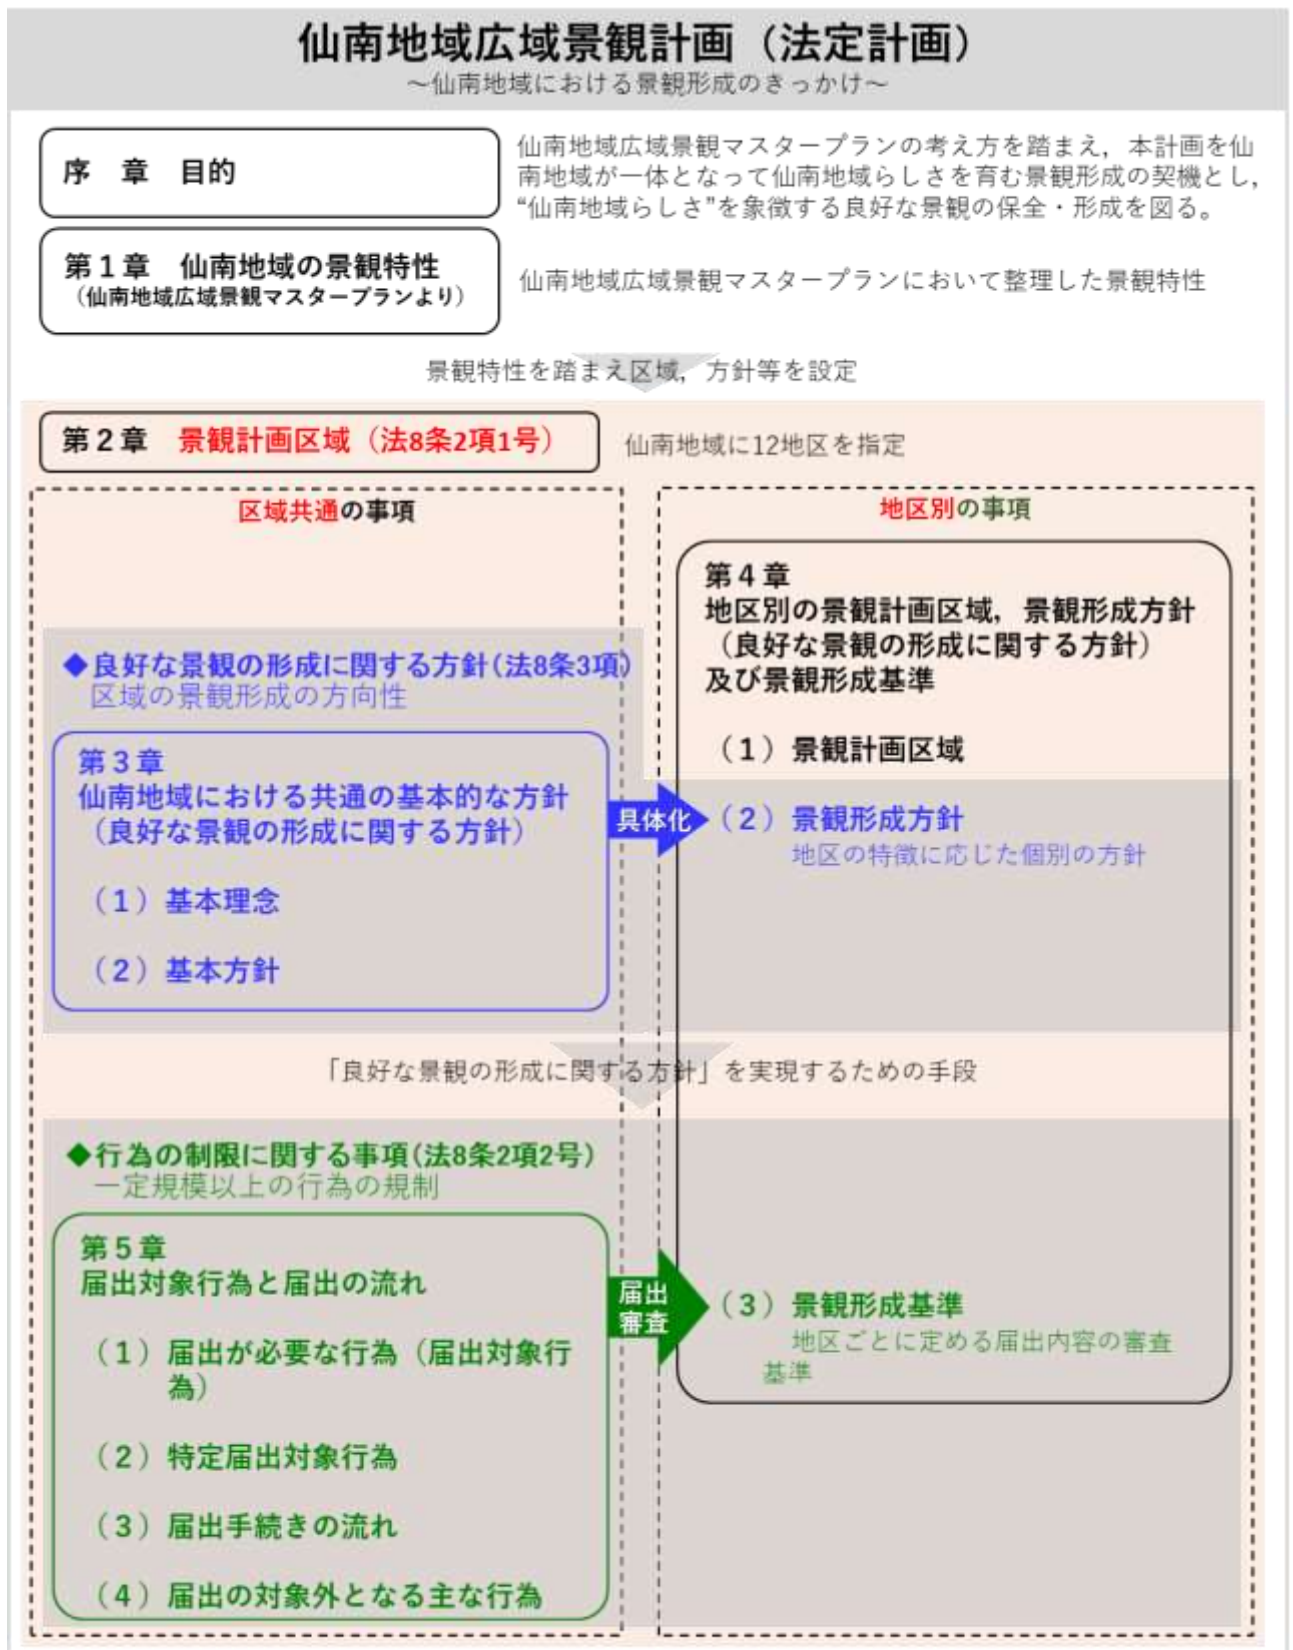 仙南地域広域景観計画（法定計画）
～仙南地域における景観形成のきっかけ～
序　章　目的
仙南地域広域景観マスタープランの考え方を踏まえ，本計画を仙
南地域が一体となって仙南地域らしさを育む景観形成の契機とし，
“仙南地域らしさ”を象徴する良好な景観の保全・形成を図る。
第１章　仙南地域の景観特性
（仙南地域広域景観マスタープランより）
仙南地域広域景観マスタープランにおいて整理した景観特性
景観特性を踏まえ区域，方針等を設定
第２章　景観計画区域（法8条2項1号）
仙南地域に12地区を指定
区域共通の事項
◆良好な景観の形成に関する方針(法8条3項)
区域の景観形成の方向性
第３章
仙南地域における共通の基本的な方針
（良好な景観の形成に関する方針）
（１）基本理念
（２）基本方針
具体化
地区別の事項
第４章
地区別の景観計画区域，景観形成方針
（良好な景観の形成に関する方針）
及び景観形成基準
（１）景観計画区域
（２）景観形成方針
地区の特徴に応じた個別の方針
「良好な景観の形成に関する方針」を実現するための手段
◆行為の制限に関する事項(法8条2項2号)
一定規模以上の行為の規制
第５章
届出対象行為と届出の流れ
（１）届出が必要な行為（届出対象行
為）
（２）特定届出対象行為
（３）届出手続きの流れ
（４）届出の対象外となる主な行為
届出
審査
（３）景観形成基準
地区ごとに定める届出内容の審査
基準